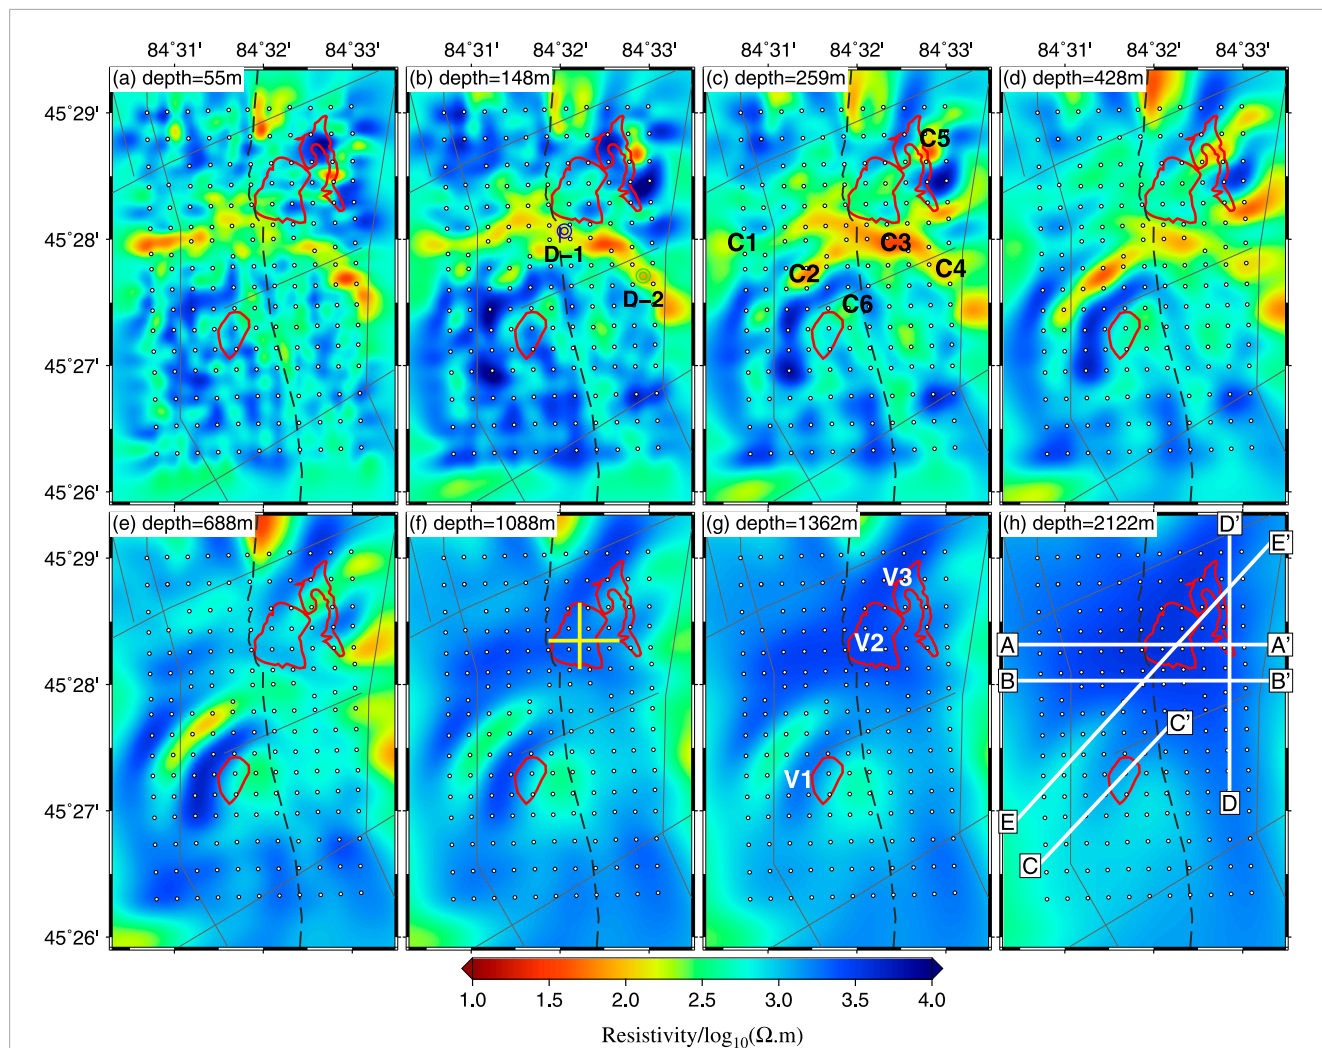 84°31' 84°32' 84°33' 84°31' 84°32' 84°33' 84°31' 84°32' 84°33' 84°31' 84°32' 84°33'
(a) depth=55m (b) depth=148m (c) depth=259m (d) depth=428m
45°29'
C5
45°28'
D-1 C1 C3
C2 C4
D-2 C6
45°27'
45°26'
(e) depth=688m (f) depth=1088m (g) depth=1362m (h) depth=2122m
D' E'
45°29'
V3
V2 A A'
45°28'
B B'
C'
V1
45°27'
E D
C
45°26'
1.0 1.5 2.0 2.5 3.0 3.5 4.0
Resistivity/log10(Ω.m)